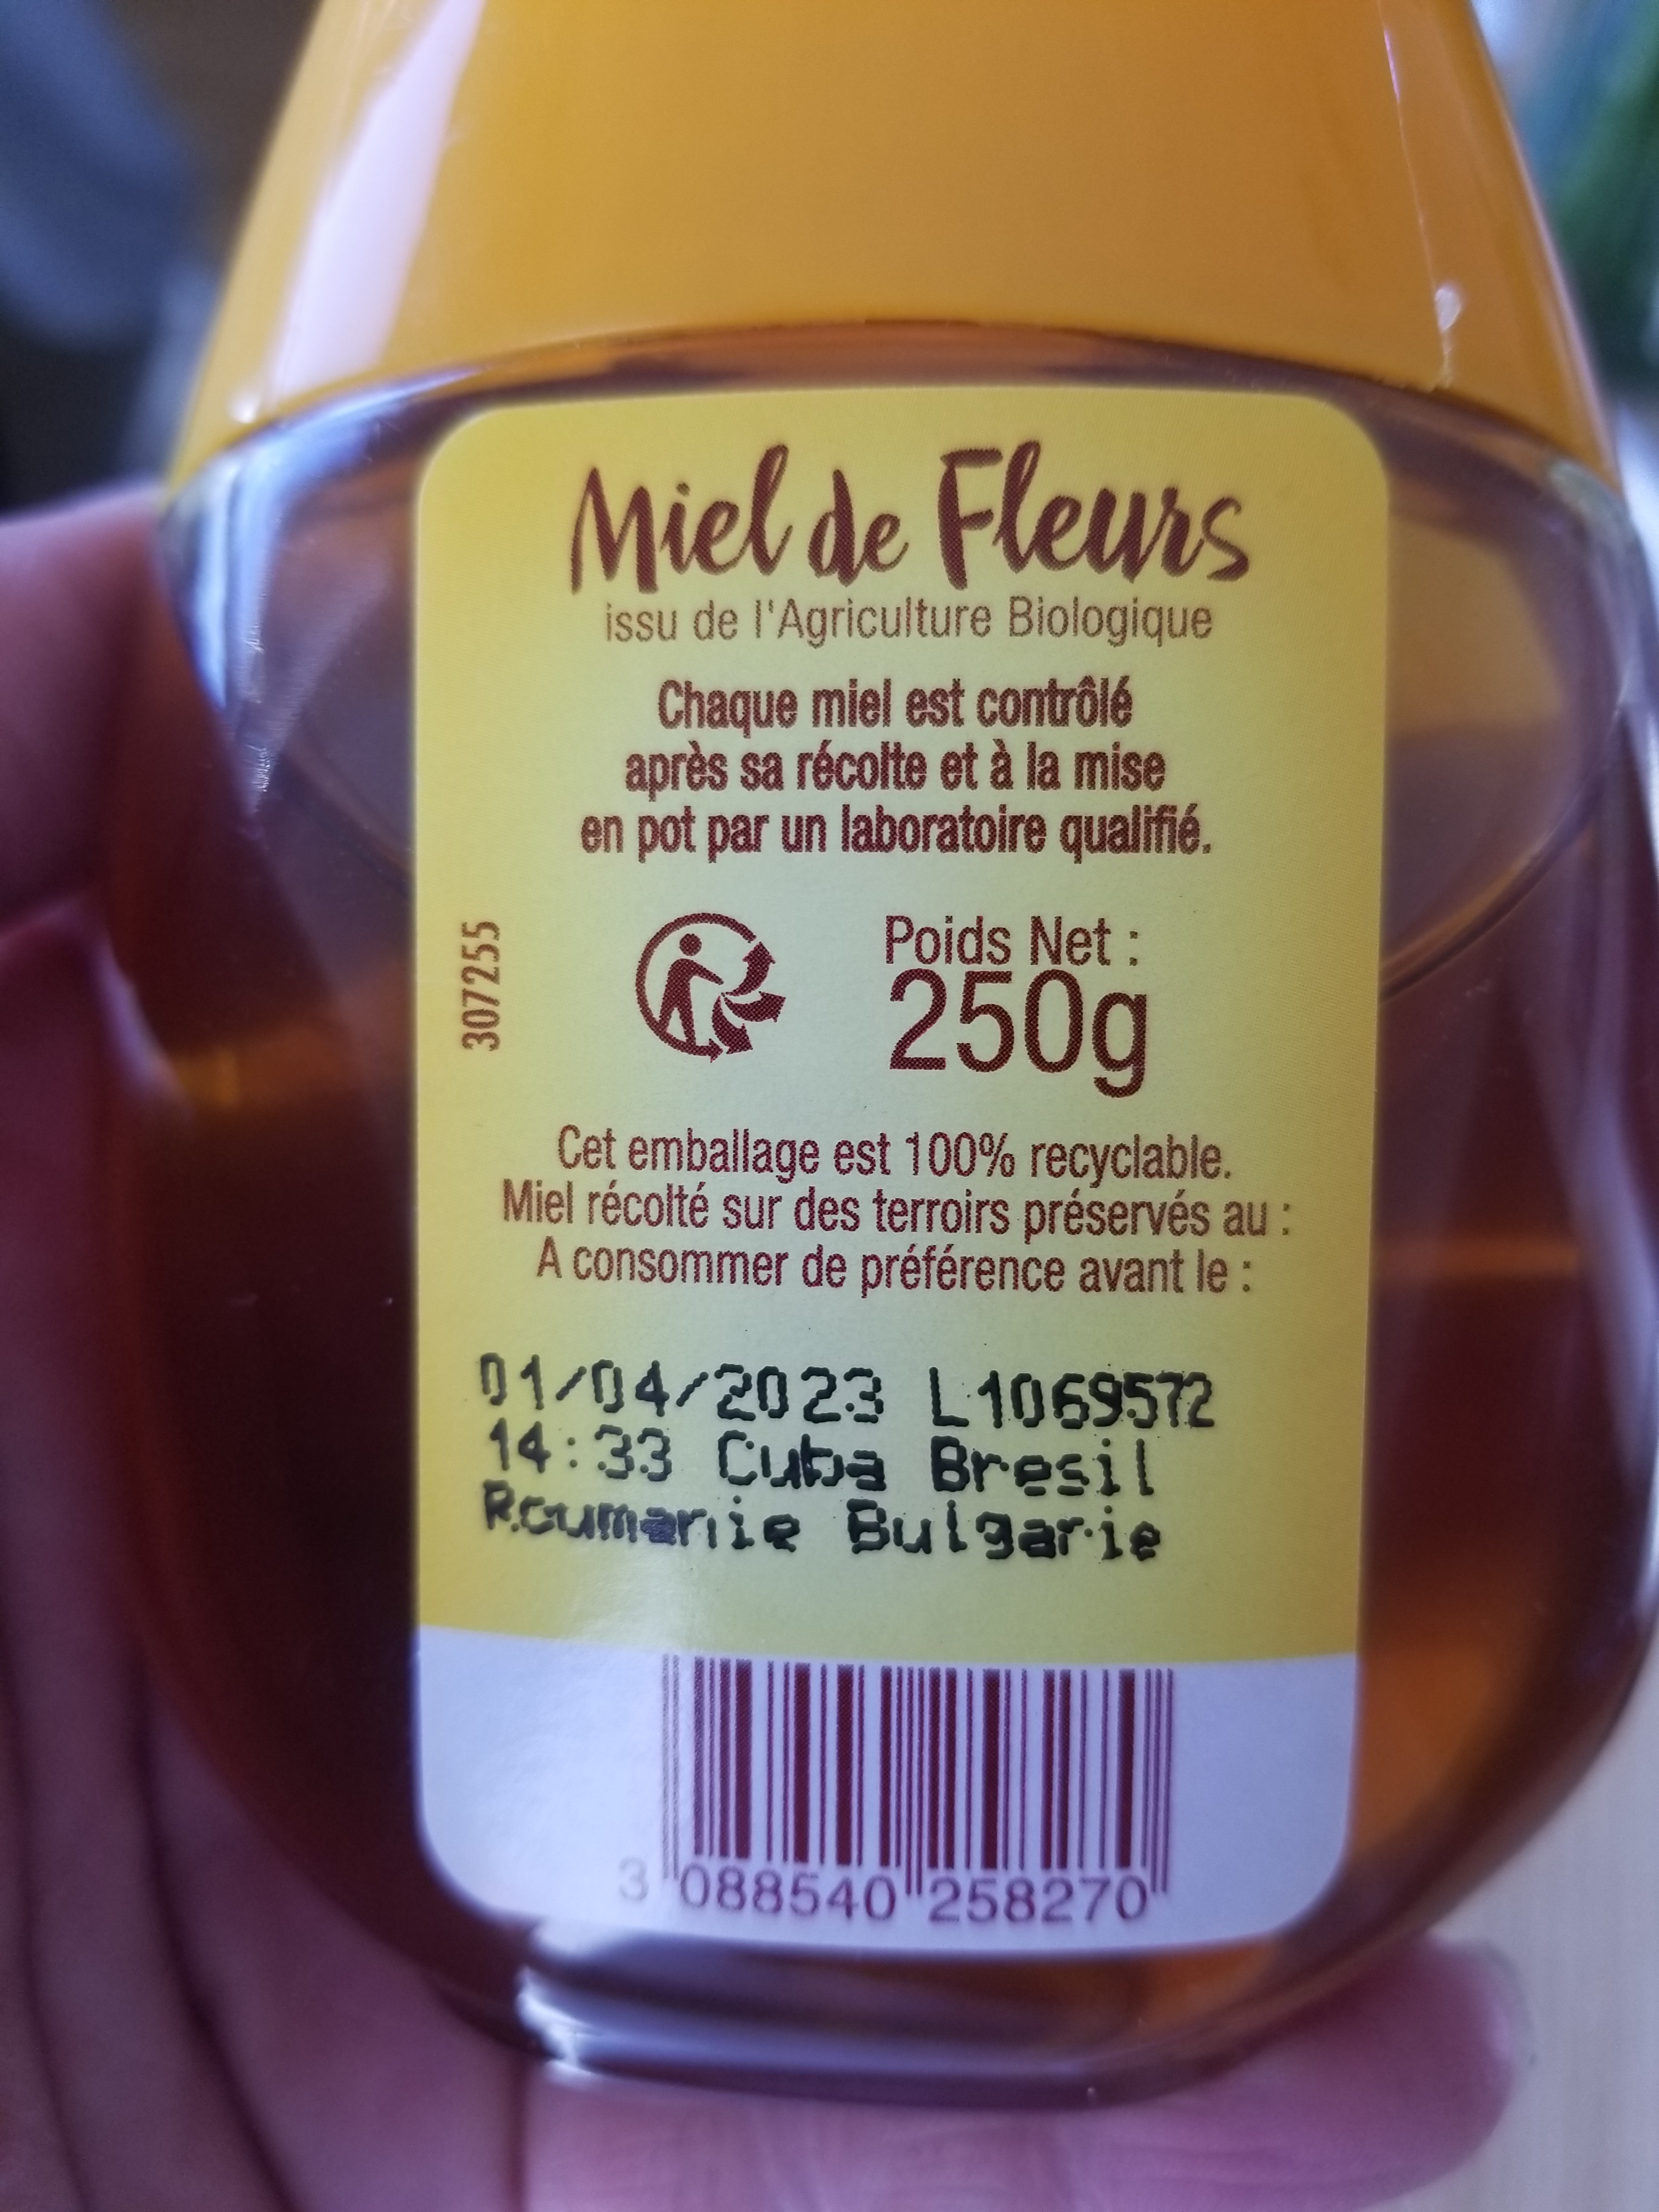 Miel de Fleurs
issu de l'Agriculture Biologique
Chaque miel est contrôlé
après sa récolte et à la mise
en pot par un laboratoire qualifié.
307255
Poids Net :
250g
Cet emballage est 100% recyclable.
Miel récolté sur des terroirs préservés au :
A consommer de préférence avant le :
01/04/2023 L1069572
14:33 Cuba Bresil
Roumanie Bulgarie
3 088540 258270